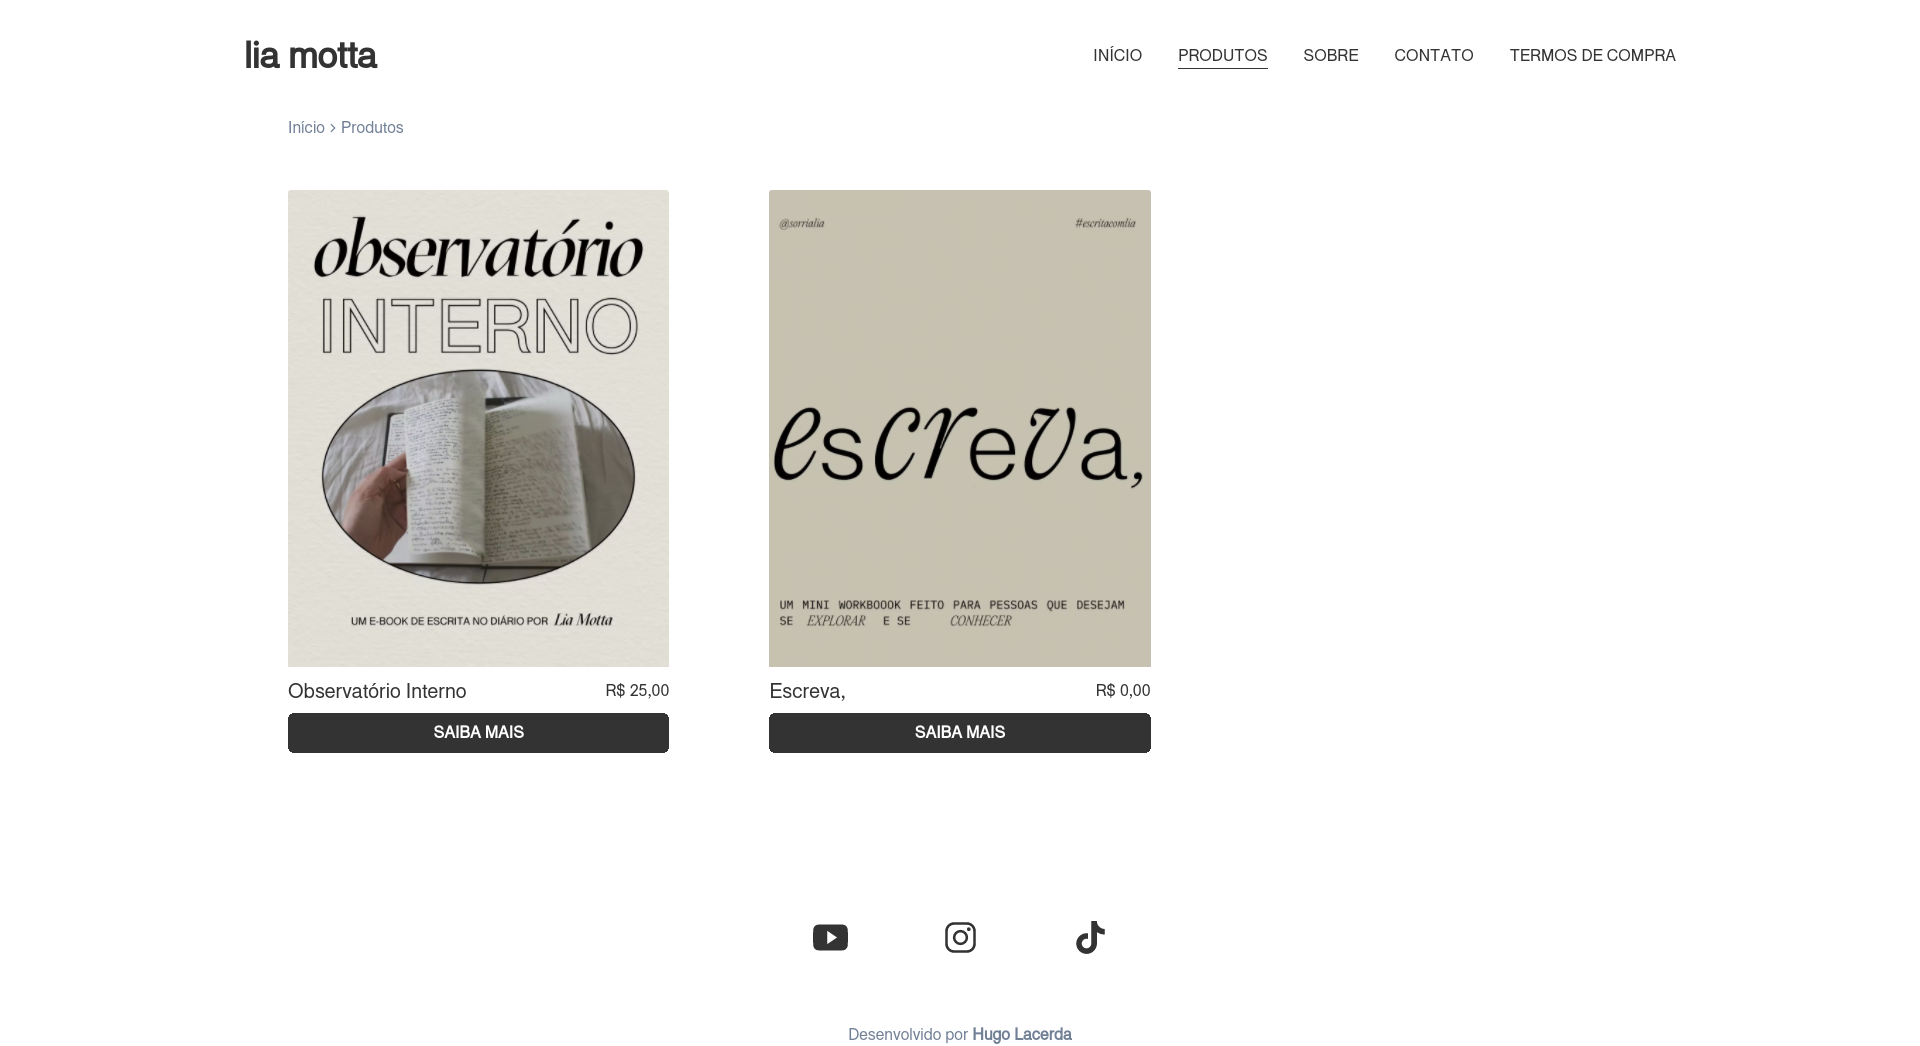 lia motta
INÍCIO PRODUTOS SOBRE CONTATO TERMOS DE COMPRA
Início > Produtos
observatório
INTERNO
UM E-BOOK DE ESCRITA NO DIÁRIO POR Lia Motta
Observatório Interno R$ 25,00
SAIBA MAIS
@sorrialia #escritacomlia
escreva,
UM MINI WORKBOOOK FEITO PARA PESSOAS QUE DESEJAM
SE EXPLORAR E SE CONHECER
Escreva, R$ 0,00
SAIBA MAIS
Desenvolvido por Hugo Lacerda